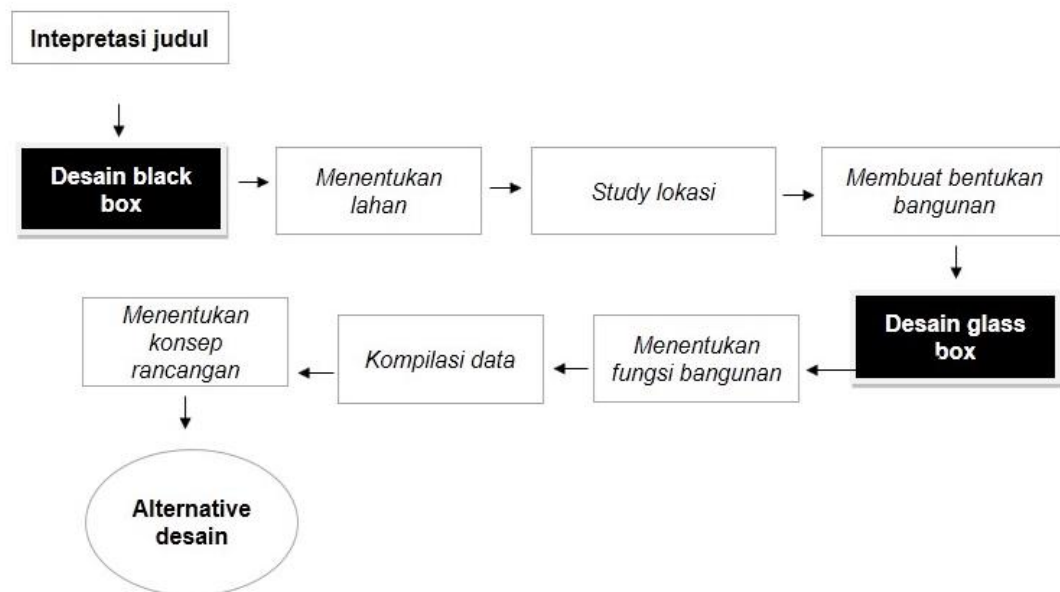 Intepretasi judul
Desain black
box
Menentukan
lahan
Study lokasi
Membuat bentukan
bangunan
Desain glass
box
Menentukan
fungsi bangunan
Kompilasi data
Menentukan
konsep
rancangan
Alternative
desain